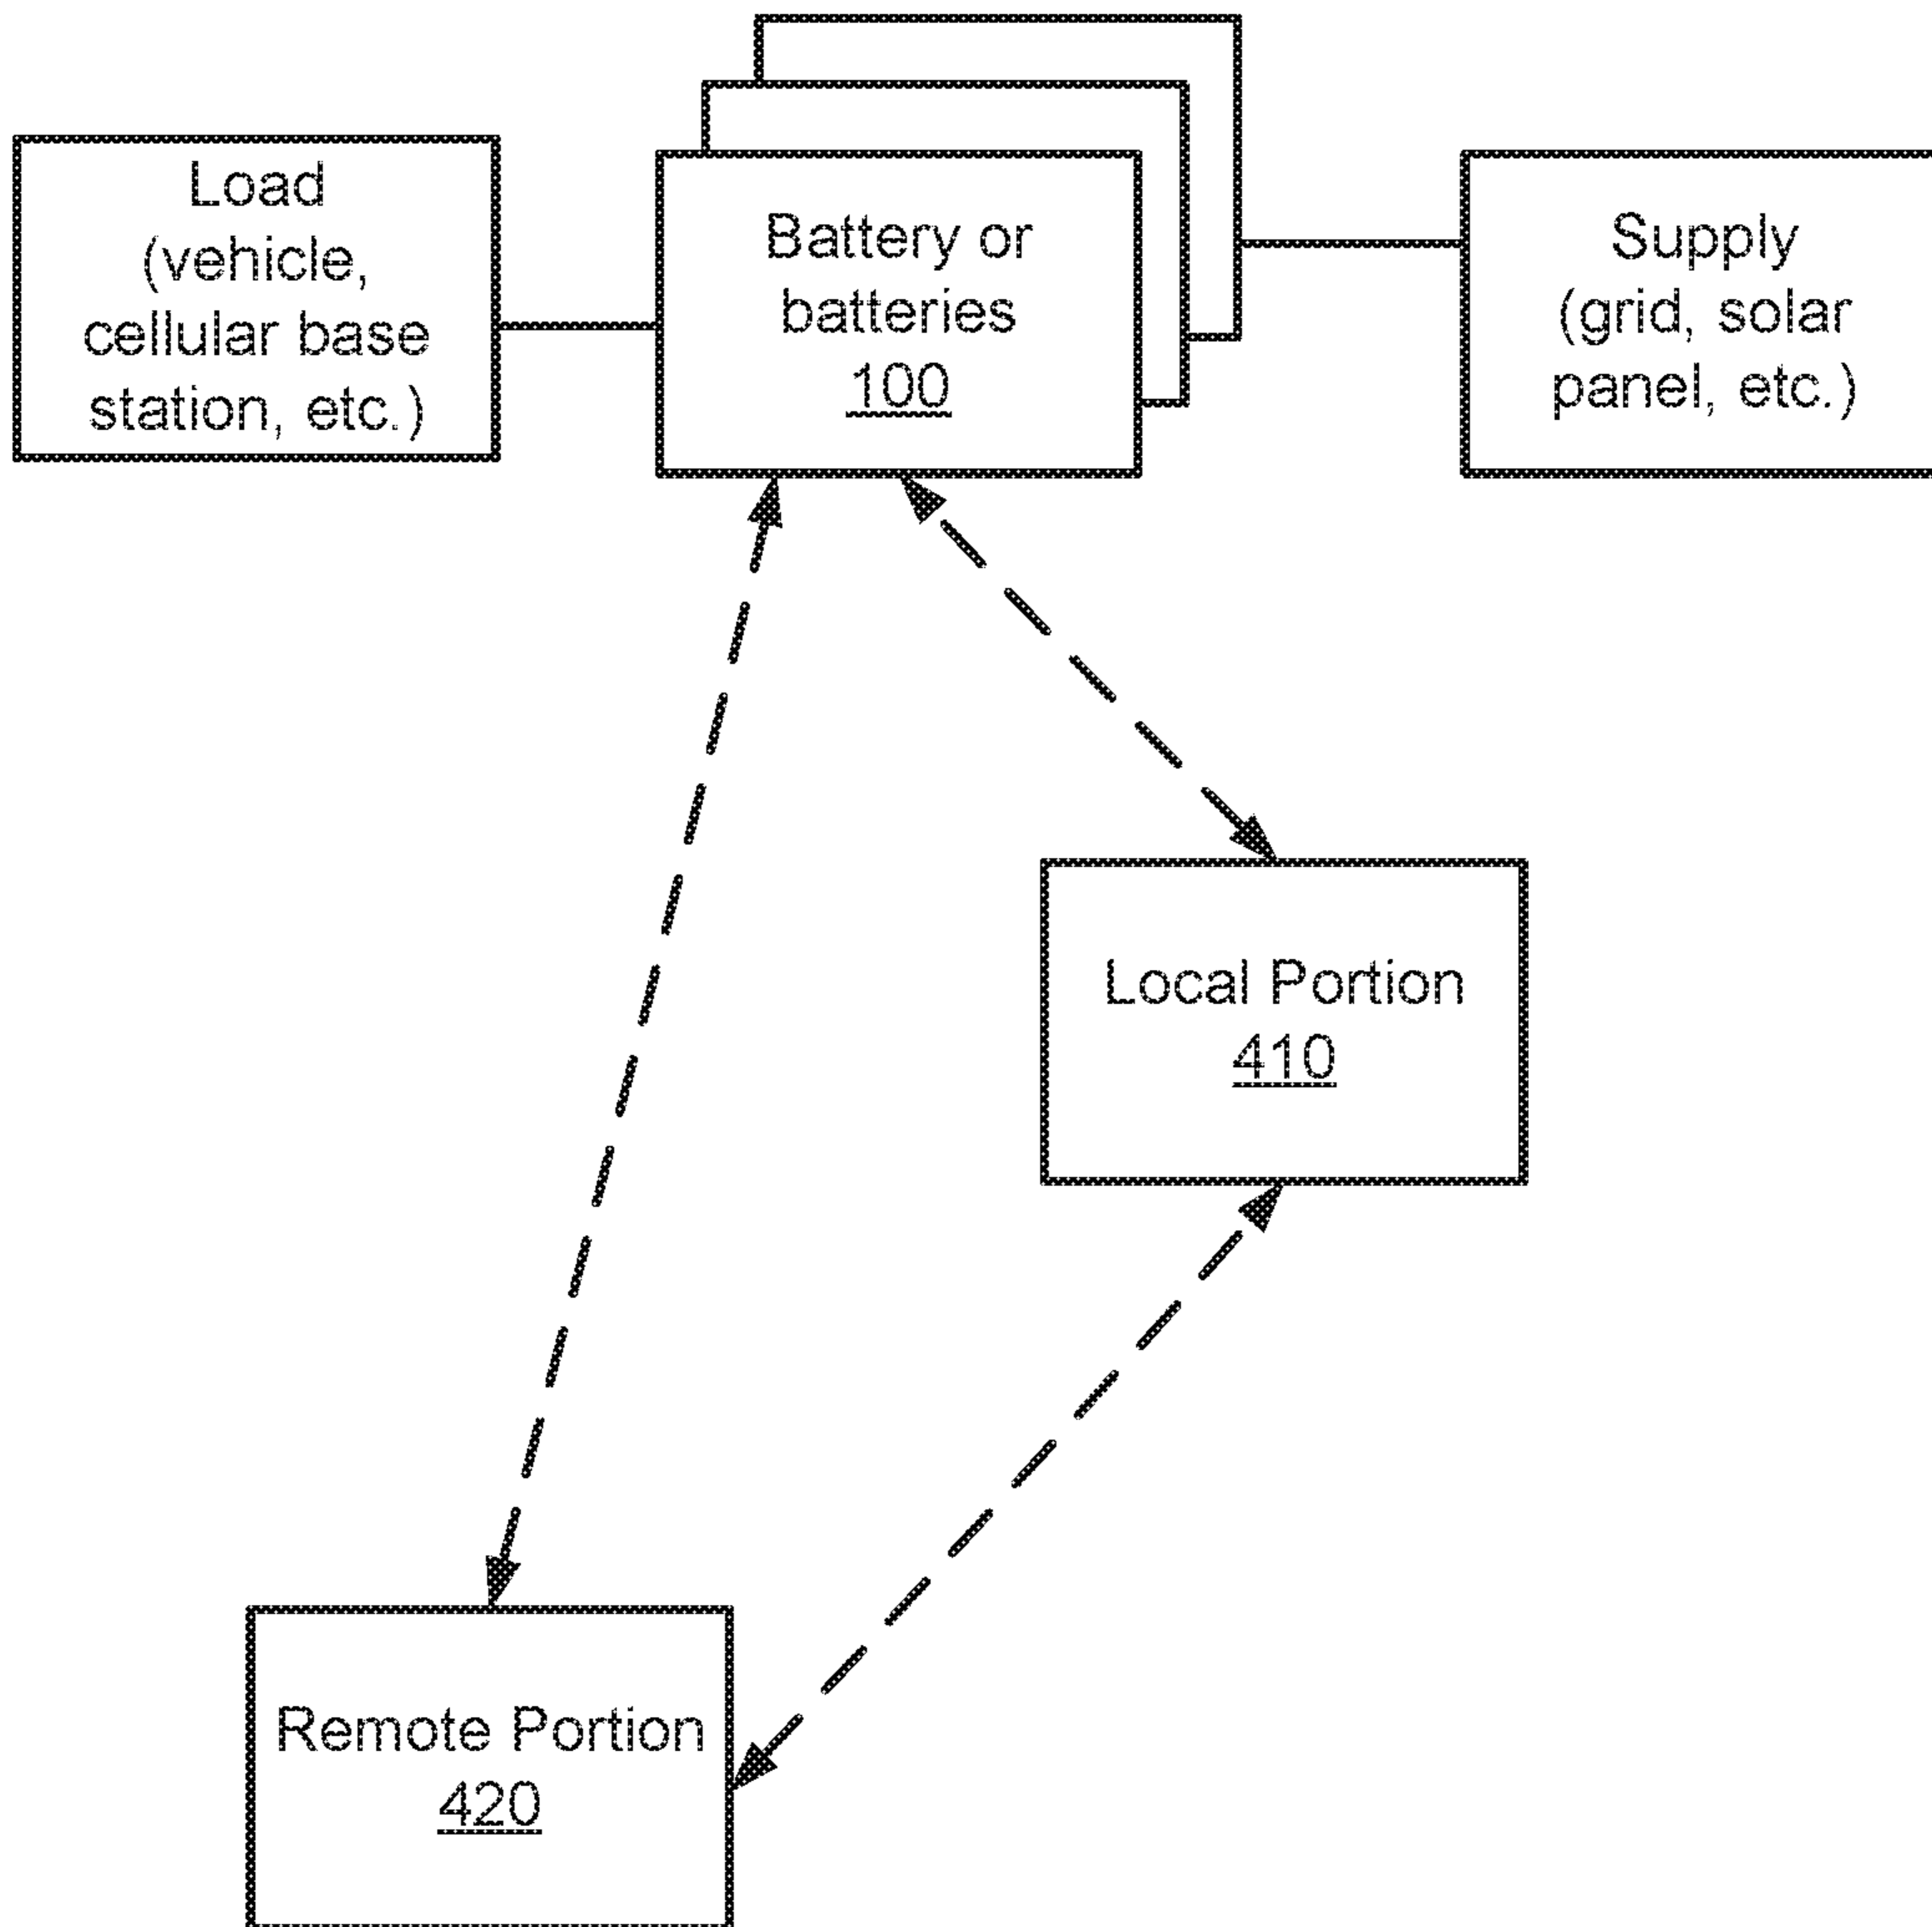 Load
(vehicle,
cellular base
station, etc.)
Battery or
batteries
100
Supply
(grid, solar
panel, etc.)
Local Portion
410
Remote Portion
420